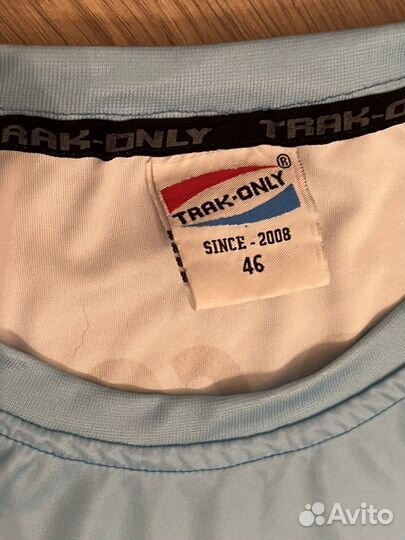 TRAK-ONLY TRAK-ONLY
®
TRAK-ONLY
SINCE - 2008
46
Avito